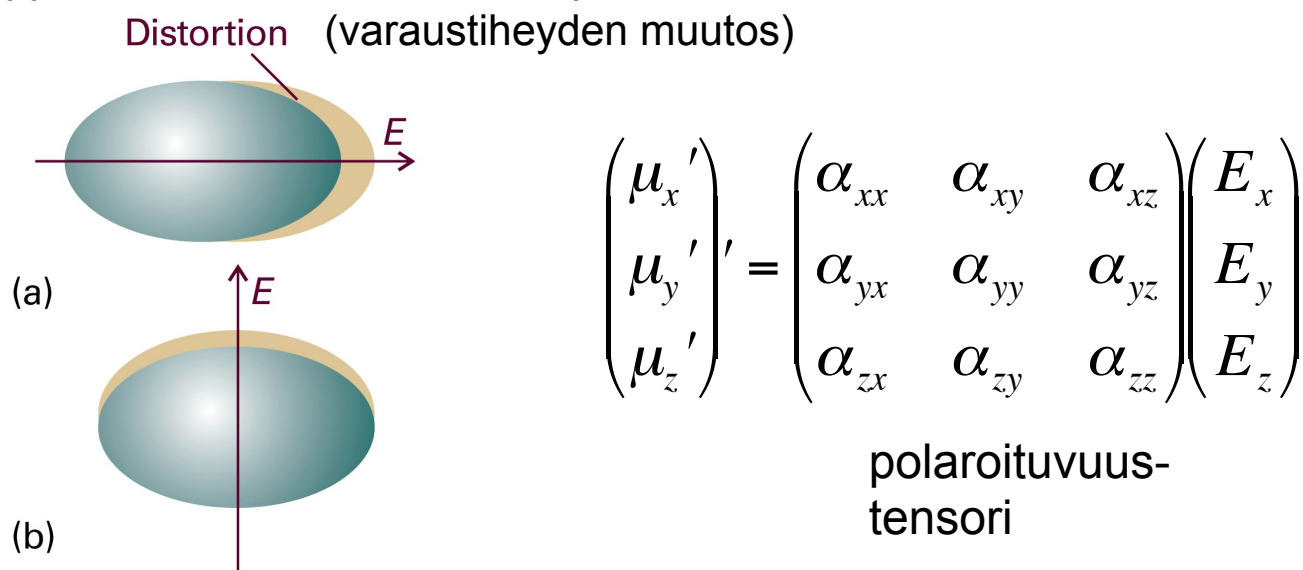 Distortion (varaustiheyden muutos)
E
(a)
E
(b)
(μx′ μy′ μz′)′ = (αxx αxy αxz αyx αyy αyz αzx αzy αzz)(Ex Ey Ez)
polaroituvuus-
tensori